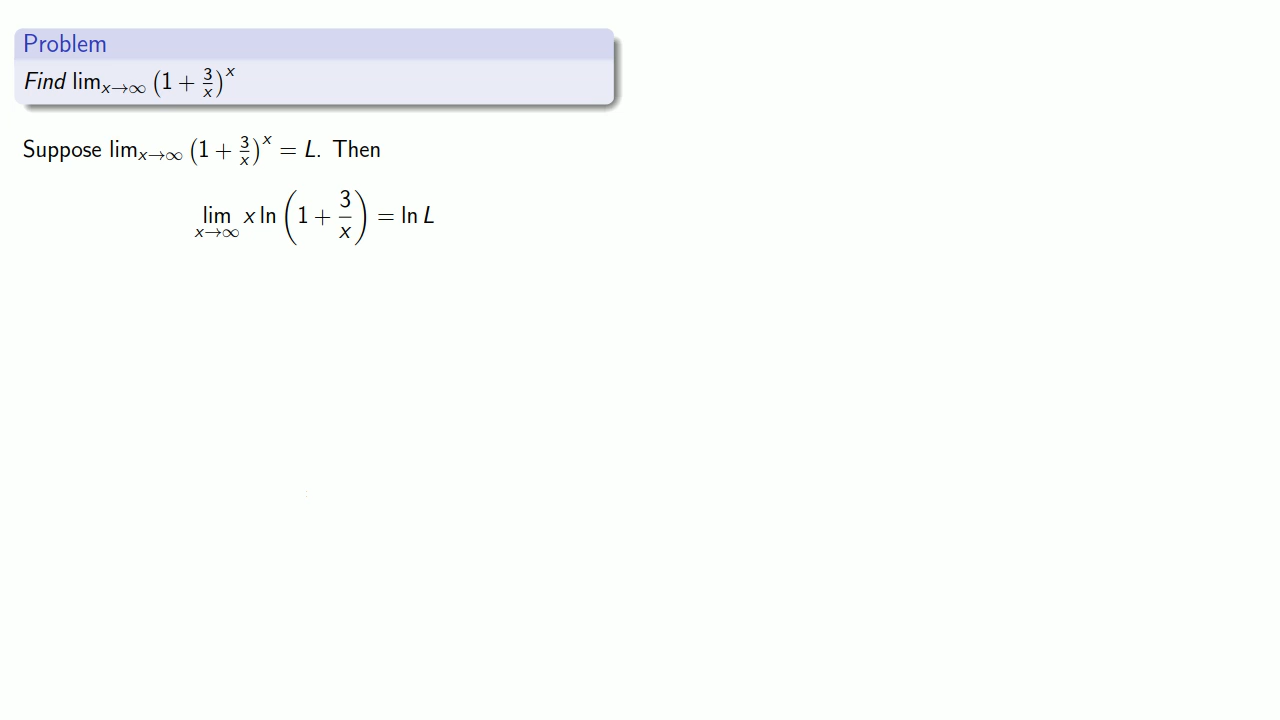 Problem
Find lim_{x→∞} (1 + 3/x)^x
Suppose lim_{x→∞} (1 + 3/x)^x = L. Then
lim_{x→∞} x ln (1 + 3/x) = ln L